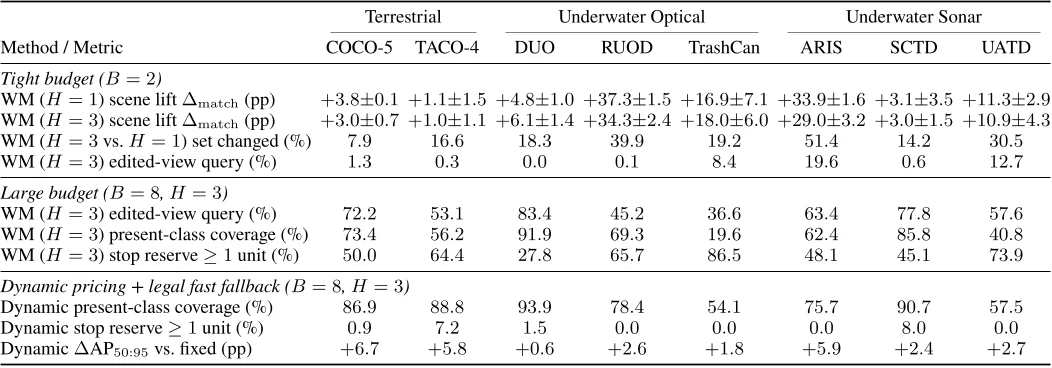 Terrestrial Underwater Optical Underwater Sonar
Method / Metric COCO-5 TACO-4 DUO RUOD TrashCan ARIS SCTD UATD
Tight budget (B = 2)
WM (H = 1) scene lift Δmatch (pp) +3.8±0.1 +1.1±1.5 +4.8±1.0 +37.3±1.5 +16.9±7.1 +33.9±1.6 +3.1±3.5 +11.3±2.9
WM (H = 3) scene lift Δmatch (pp) +3.0±0.7 +1.0±1.1 +6.1±1.4 +34.3±2.4 +18.0±6.0 +29.0±3.2 +3.0±1.5 +10.9±4.3
WM (H = 3 vs. H = 1) set changed (%) 7.9 16.6 18.3 39.9 19.2 51.4 14.2 30.5
WM (H = 3) edited-view query (%) 1.3 0.3 0.0 0.1 8.4 19.6 0.6 12.7
Large budget (B = 8, H = 3)
WM (H = 3) edited-view query (%) 72.2 53.1 83.4 45.2 36.6 63.4 77.8 57.6
WM (H = 3) present-class coverage (%) 73.4 56.2 91.9 69.3 19.6 62.4 85.8 40.8
WM (H = 3) stop reserve ≥ 1 unit (%) 50.0 64.4 27.8 65.7 86.5 48.1 45.1 73.9
Dynamic pricing + legal fast fallback (B = 8, H = 3)
Dynamic present-class coverage (%) 86.9 88.8 93.9 78.4 54.1 75.7 90.7 57.5
Dynamic stop reserve ≥ 1 unit (%) 0.9 7.2 1.5 0.0 0.0 0.0 8.0 0.0
Dynamic ΔAP50:95 vs. fixed (pp) +6.7 +5.8 +0.6 +2.6 +1.8 +5.9 +2.4 +2.7